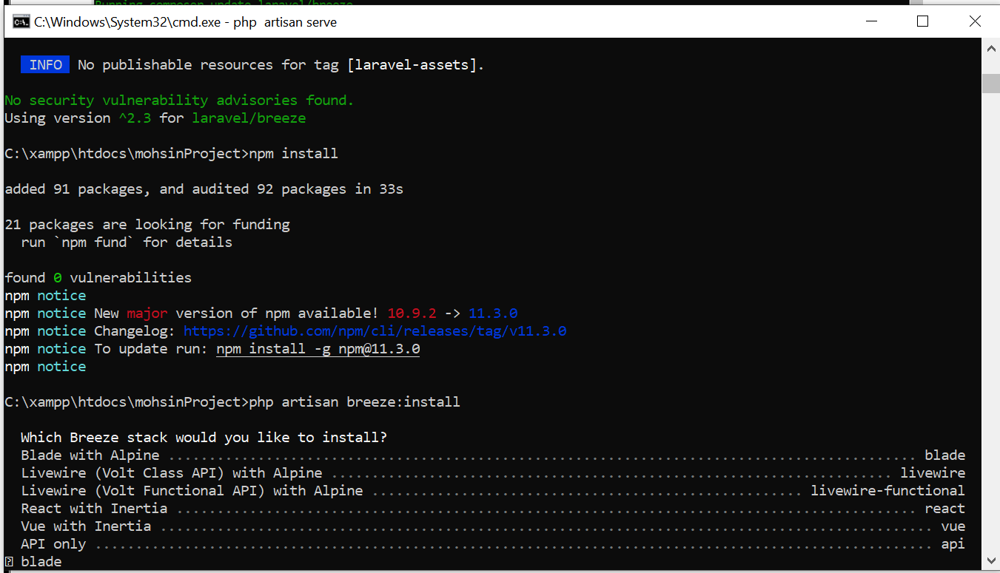 Running composer update laravel/breeze
C:\Windows\System32\cmd.exe - php  artisan serve
INFO  No publishable resources for tag [laravel-assets].
No security vulnerability advisories found.
Using version ^2.3 for laravel/breeze
C:\xampp\htdocs\mohsinProject>npm install
added 91 packages, and audited 92 packages in 33s
21 packages are looking for funding
  run `npm fund` for details
found 0 vulnerabilities
npm notice
npm notice New major version of npm available! 10.9.2 -> 11.3.0
npm notice Changelog: https://github.com/npm/cli/releases/tag/v11.3.0
npm notice To update run: npm install -g npm@11.3.0
npm notice
C:\xampp\htdocs\mohsinProject>php artisan breeze:install
  Which Breeze stack would you like to install?
  Blade with Alpine ............................................................................................ blade
  Livewire (Volt Class API) with Alpine ..................................................................... livewire
  Livewire (Volt Functional API) with Alpine ..................................................... livewire-functional
  React with Inertia ........................................................................................... react
  Vue with Inertia ............................................................................................... vue
  API only ....................................................................................................... api
blade